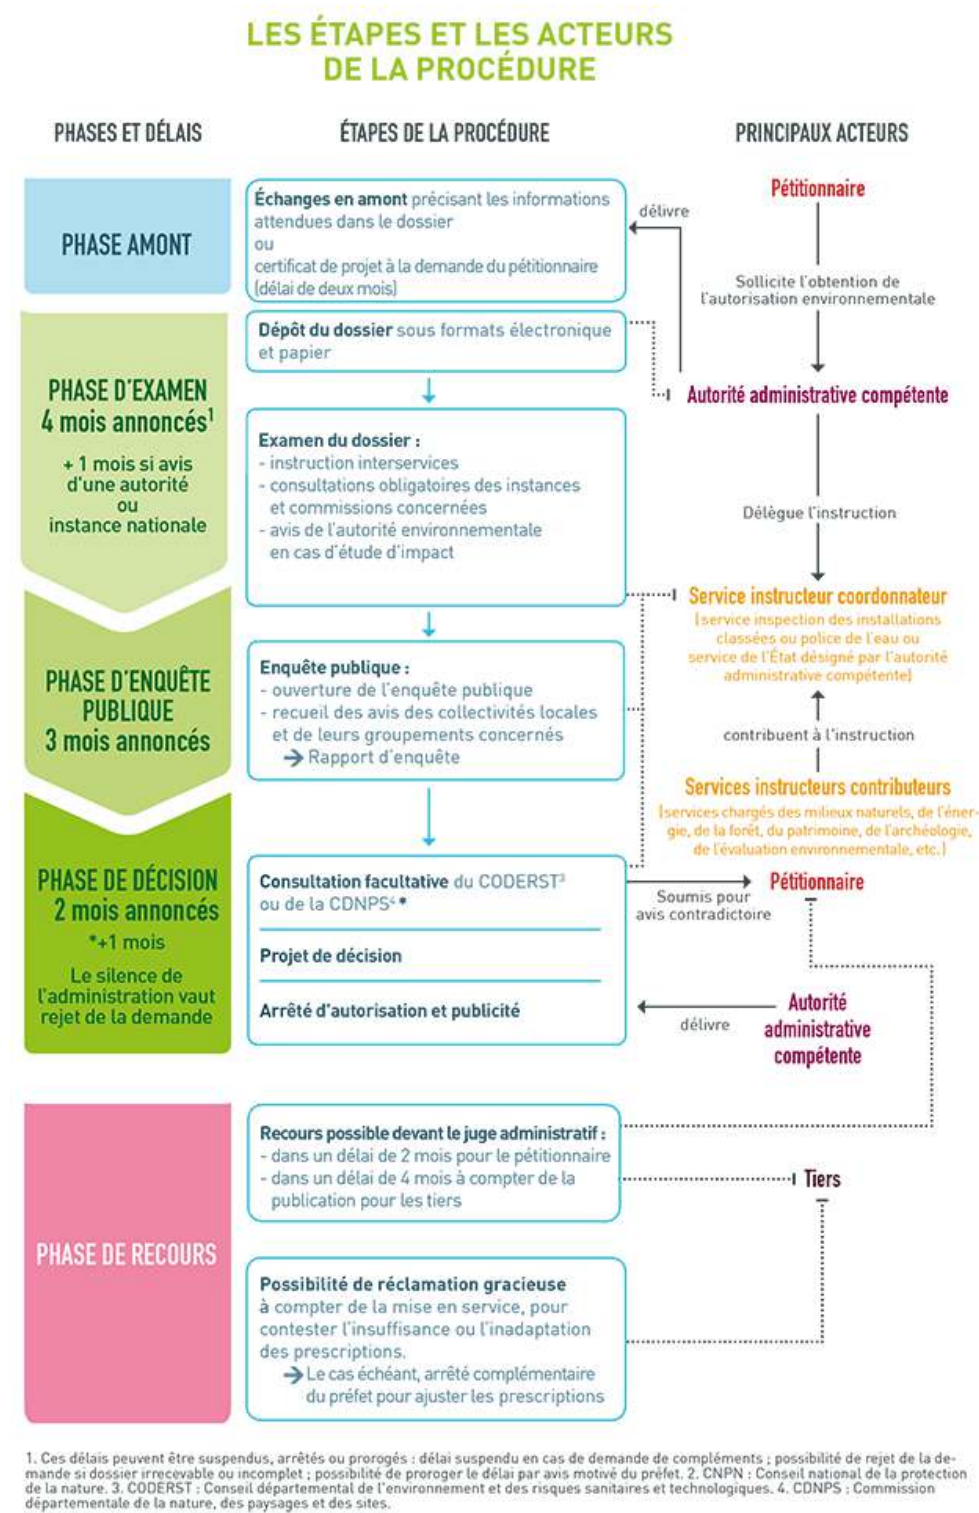 LES ÉTAPES ET LES ACTEURS
DE LA PROCÉDURE
PHASES ET DÉLAIS
ÉTAPES DE LA PROCÉDURE
PRINCIPAUX ACTEURS
PHASE AMONT
Échanges en amont précisant les informations
attendues dans le dossier
ou
certificat de projet à la demande du pétitionnaire
(délai de deux mois)
délivre
Pétitionnaire
Sollicite l'obtention de
l'autorisation environnementale
PHASE D'EXAMEN
4 mois annoncés¹
+ 1 mois si avis
d'une autorité
ou
instance nationale
Dépôt du dossier sous formats électronique
et papier
Autorité administrative compétente
Examen du dossier :
- instruction interservices
- consultations obligatoires des instances
et commissions concernées
- avis de l'autorité environnementale
en cas d'étude d'impact
Délègue l'instruction
Service instructeur coordonnateur
(service inspection des installations
classées ou police de l'eau ou
service de l'État désigné par l'autorité
administrative compétente)
PHASE D'ENQUÊTE
PUBLIQUE
3 mois annoncés
Enquête publique :
- ouverture de l'enquête publique
- recueil des avis des collectivités locales
et de leurs groupements concernés
→ Rapport d'enquête
contribuent à l'instruction
Services instructeurs contributeurs
(services chargés des milieux naturels, de l'éner-
gie, de la forêt, du patrimoine, de l'archéologie,
de l'évaluation environnementale, etc.)
PHASE DE DÉCISION
2 mois annoncés
*+1 mois
Le silence de
l'administration vaut
rejet de la demande
Consultation facultative du CODERST³
ou de la CDNPS⁴ *
Projet de décision
Arrêté d'autorisation et publicité
Soumis pour
avis contradictoire
Pétitionnaire
délivre
Autorité
administrative
compétente
PHASE DE RECOURS
Recours possible devant le juge administratif :
- dans un délai de 2 mois pour le pétitionnaire
- dans un délai de 4 mois à compter de la
publication pour les tiers
Tiers
Possibilité de réclamation gracieuse
à compter de la mise en service, pour
contester l'insuffisance ou l'inadaptation
des prescriptions.
→ Le cas échéant, arrêté complémentaire
du préfet pour ajuster les prescriptions
1. Ces délais peuvent être suspendus, arrêtés ou prorogés : délai suspendu en cas de demande de compléments ; possibilité de rejet de la de-
mande si dossier irrecevable ou incomplet ; possibilité de proroger le délai par avis motivé du préfet. 2. CNPN : Conseil national de la protection
de la nature. 3. CODERST : Conseil départemental de l'environnement et des risques sanitaires et technologiques. 4. CDNPS : Commission
départementale de la nature, des paysages et des sites.